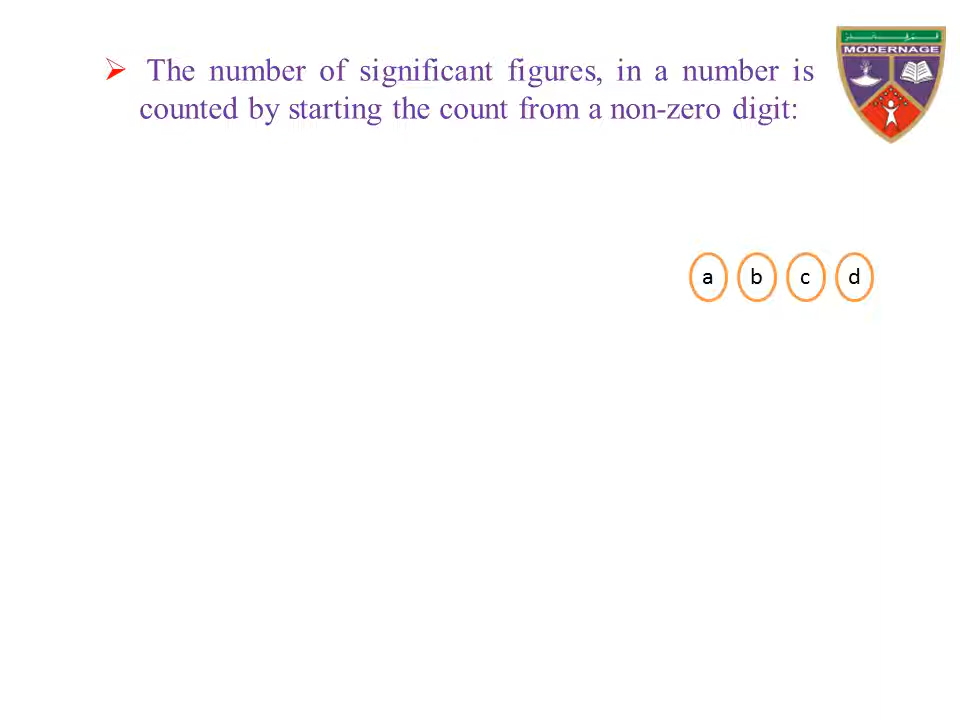 The number of significant figures, in a number is
counted by starting the count from a non-zero digit:
MODERNAGE
a b c d